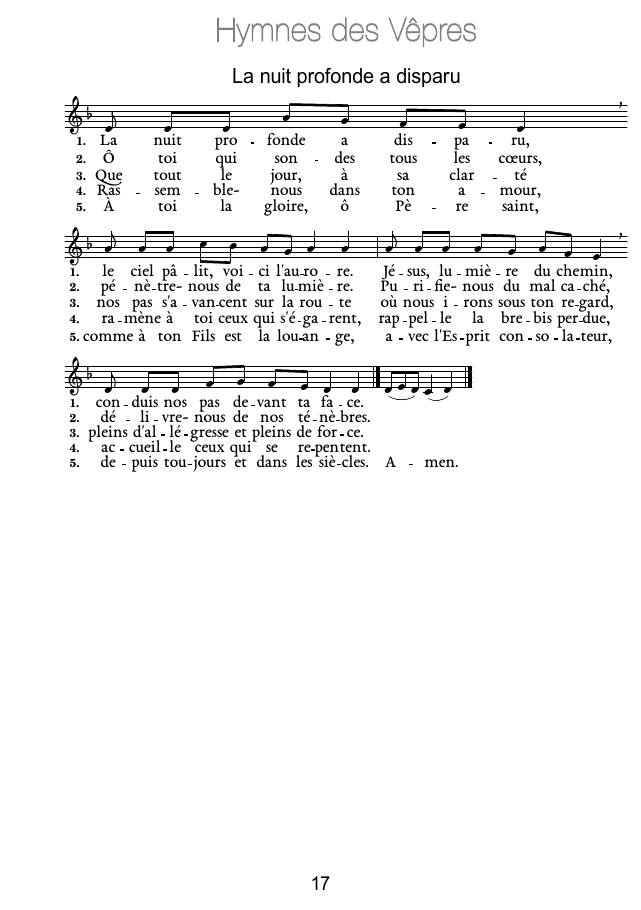 Hymnes des Vêpres
La nuit profonde a disparu
1. La nuit pro - fonde a dis - pa - ru,
2. Ô toi qui son - des tous les cœurs,
3. Que tout le jour, à sa clar - té
4. Ras - sem - ble- nous dans ton a - mour,
5. À toi la gloire, ô Pè - re saint,
1. le ciel pâ - lit, voi - ci l'au - ro - re. Jé - sus, lu - miè - re du chemin,
2. pé - nè - tre- nous de ta lu - miè - re. Pu - ri - fie- nous du mal ca - ché,
3. nos pas s'a - van - cent sur la rou - te où nous i - rons sous ton re - gard,
4. ra - mène à toi ceux qui s'é - ga - rent, rap - pel - le la bre - bis per - due,
5. comme à ton Fils est la lou - an - ge, a - vec l'Es - prit con - so - la - teur,
1. con - duis nos pas de - vant ta fa - ce.
2. dé - li - vre- nous de nos té - nè - bres.
3. pleins d'al - lé - gresse et pleins de for - ce.
4. ac - cueil - le ceux qui se re - pentent.
5. de - puis tou - jours et dans les siè - cles. A - men.
17